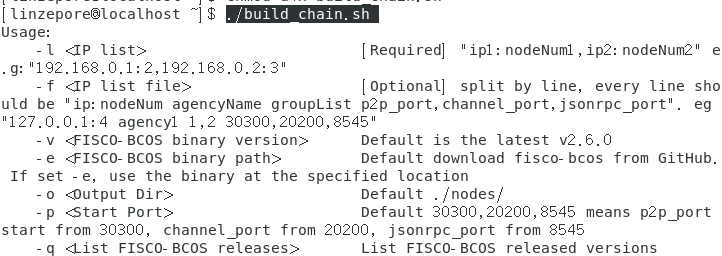 [linzepore@localhost ~]$ ./build_chain.sh
Usage:
    -l <IP list>                        [Required] "ip1:nodeNum1,ip2:nodeNum2" e
.g:"192.168.0.1:2,192.168.0.2:3"
    -f <IP list file>                   [Optional] split by line, every line sho
uld be "ip:nodeNum agencyName groupList p2p_port,channel_port,jsonrpc_port". eg
"127.0.0.1:4 agency1 1,2 30300,20200,8545"
    -v <FISCO-BCOS binary version>      Default is the latest v2.6.0
    -e <FISCO-BCOS binary path>         Default download fisco-bcos from GitHub.
 If set -e, use the binary at the specified location
    -o <Output Dir>                     Default ./nodes/
    -p <Start Port>                     Default 30300,20200,8545 means p2p_port
start from 30300, channel_port from 20200, jsonrpc_port from 8545
    -q <List FISCO-BCOS releases>       List FISCO-BCOS released versions